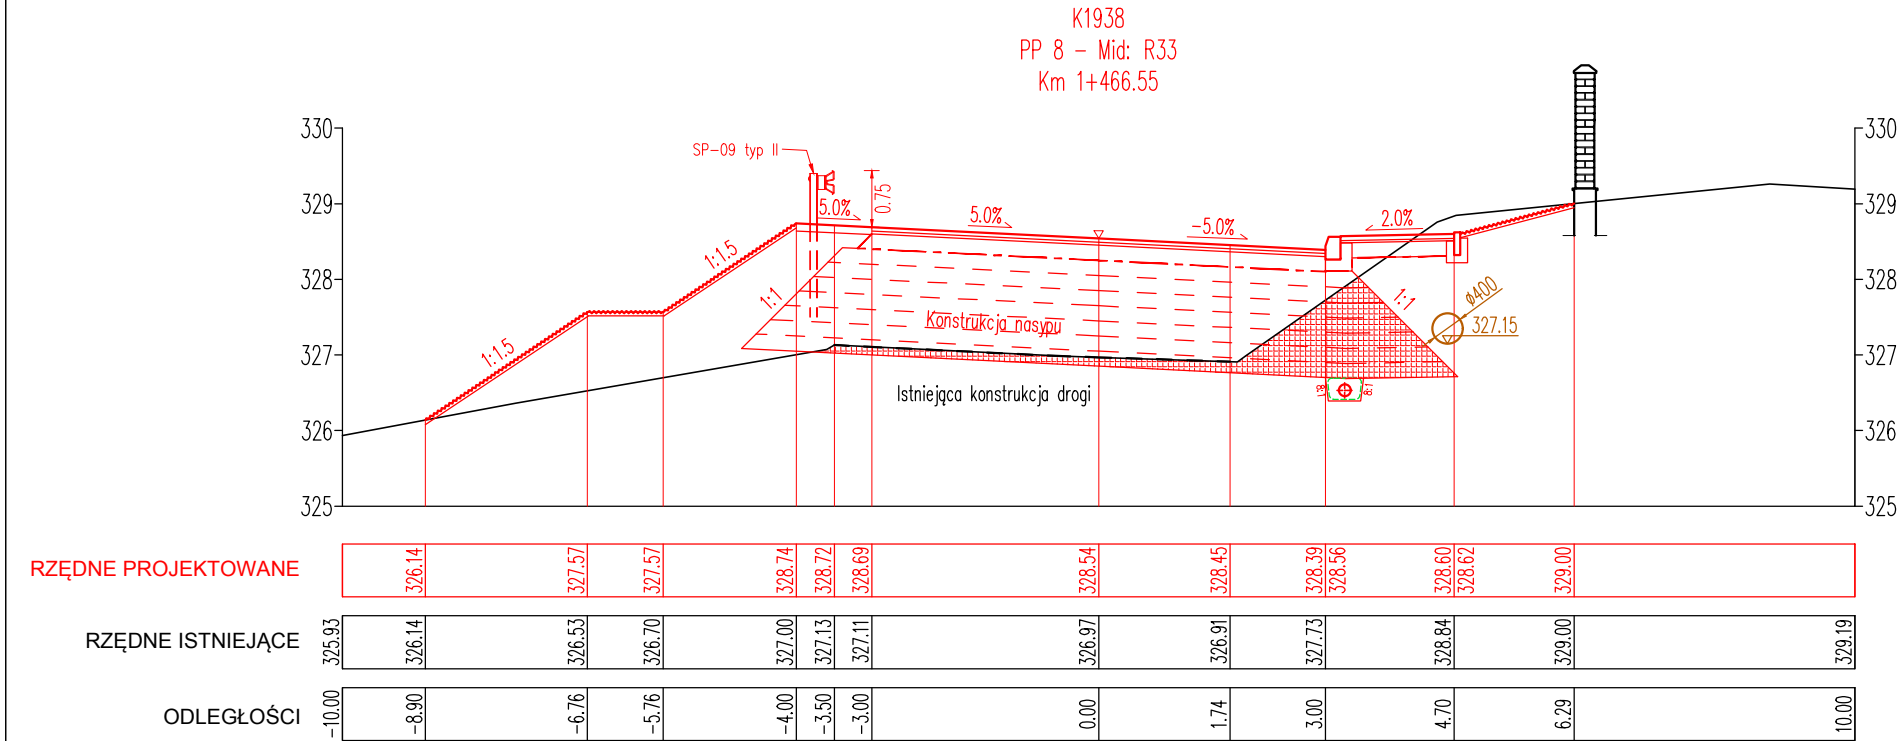 K1938
PP 8 - Mid: R33
Km 1+466.55
330
330
SP-09 typ II
329
5.0%
0.75
5.0%
-5.0%
2.0%
329
1:1.5
328
1:1
1:1
ϕ400
328
Konstrukcja nasypu
327.15
327
1:1.5
327
Istniejąca konstrukcja drogi
1:8
8:1
326
326
325
325
RZĘDNE PROJEKTOWANE
326.14 327.57 327.57 328.74 328.72 328.69 328.54 328.45 328.39 328.56 328.60 328.62 329.00
RZĘDNE ISTNIEJĄCE
325.93 326.14 326.53 326.70 327.00 327.13 327.11 326.97 326.91 327.73 328.84 329.00 329.19
ODLEGŁOŚCI
-10.00 -8.90 -6.76 -5.76 -4.00 -3.50 -3.00 0.00 1.74 3.00 4.70 6.29 10.00